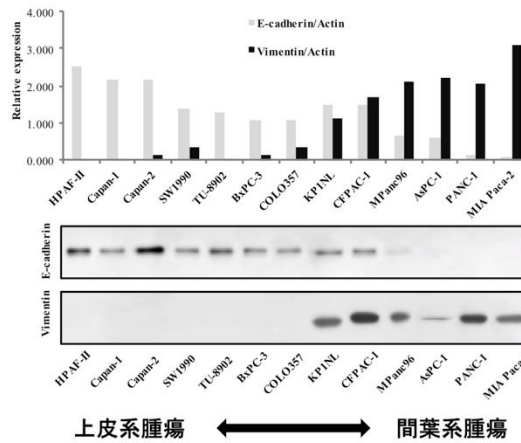 E-cadherin/Actin
Vimentin/Actin
Relative expression
4.000
3.000
2.000
1.000
0.000
HPAF-II
Capan-1
Capan-2
SW1990
TU-8902
BxPC-3
COLO357
KP1NL
CFPAC-1
MPanc96
AsPC-1
PANC-1
MIA Paca-2
E-cadherin
Vimentin
HPAF-II
Capan-1
Capan-2
SW1990
TU-8902
BxPC-3
COLO357
KP1NL
CFPAC-1
MPanc96
AsPC-1
PANC-1
MIA Paca-
上皮系腫瘍 間葉系腫瘍